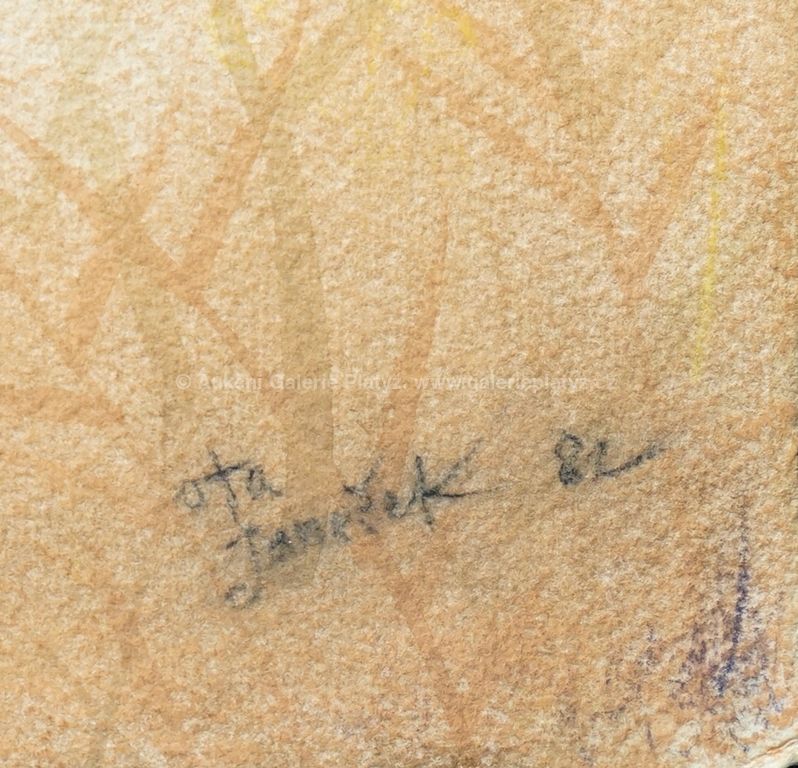 © Aukční Galerie Platýz, www.galerieplatyz.cz
ota 82
Janeček